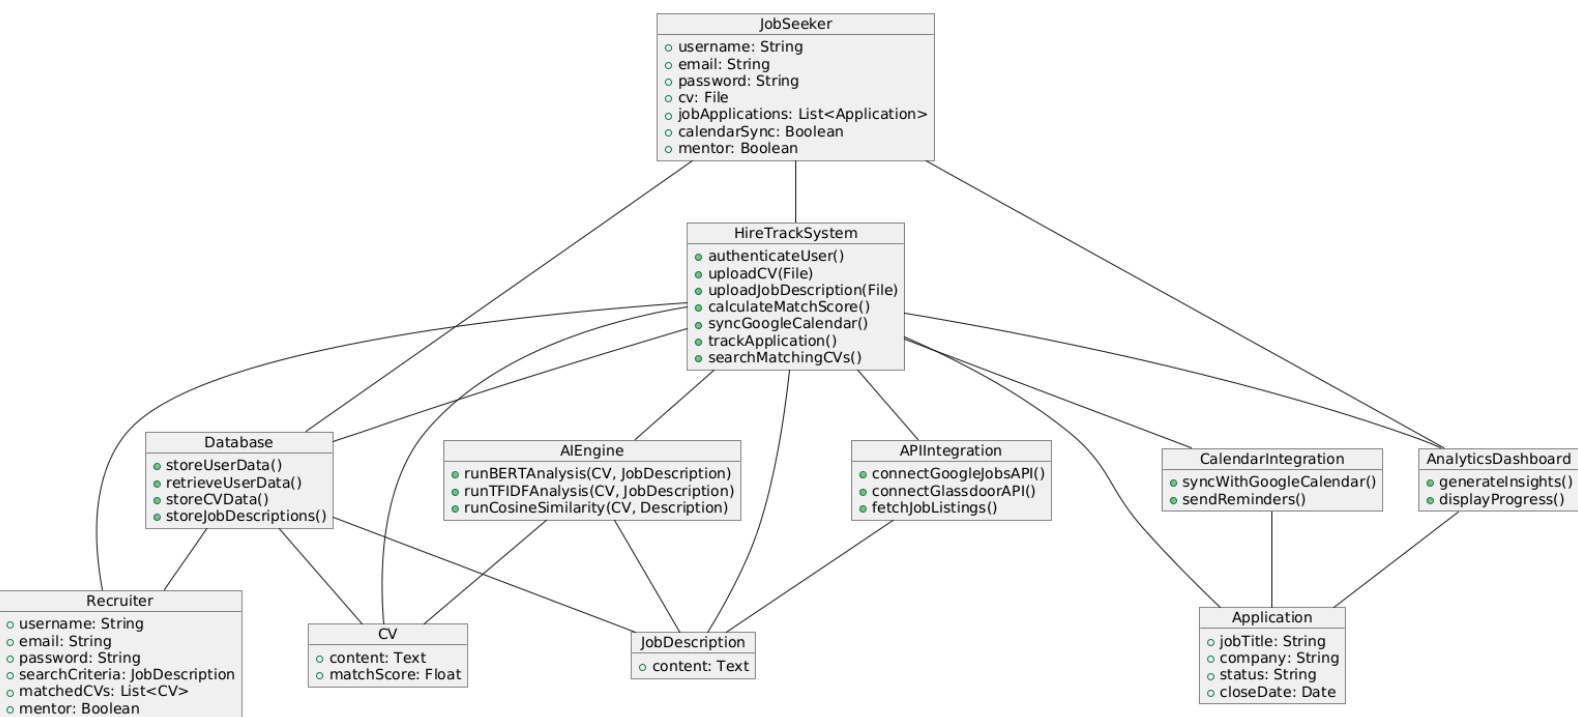 JobSeeker
username: String
email: String
password: String
cv: File
jobApplications: List<Application>
calendarSync: Boolean
mentor: Boolean
HireTrackSystem
authenticateUser()
uploadCV(File)
uploadJobDescription(File)
calculateMatchScore()
syncGoogleCalendar()
trackApplication()
searchMatchingCVs()
Database
storeUserData()
retrieveUserData()
storeCVData()
storeJobDescriptions()
AIEngine
runBERTAnalysis(CV, JobDescription)
runTFIDFAnalysis(CV, JobDescription)
runCosineSimilarity(CV, Description)
APIIntegration
connectGoogleJobsAPI()
connectGlassdoorAPI()
fetchJobListings()
CalendarIntegration
syncWithGoogleCalendar()
sendReminders()
AnalyticsDashboard
generateInsights()
displayProgress()
Recruiter
username: String
email: String
password: String
searchCriteria: JobDescription
matchedCVs: List<CV>
mentor: Boolean
CV
content: Text
matchScore: Float
JobDescription
content: Text
Application
jobTitle: String
company: String
status: String
closeDate: Date